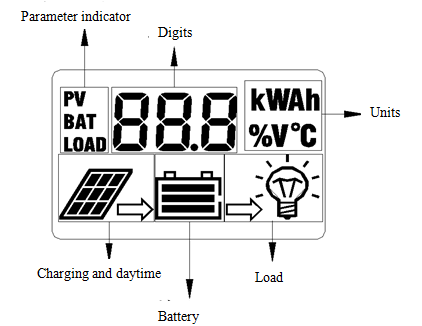 Parameter indicator
Digits
PV
BAT
LOAD
88.8
kWAh
%V°C
Units
Charging and daytime
Load
Battery